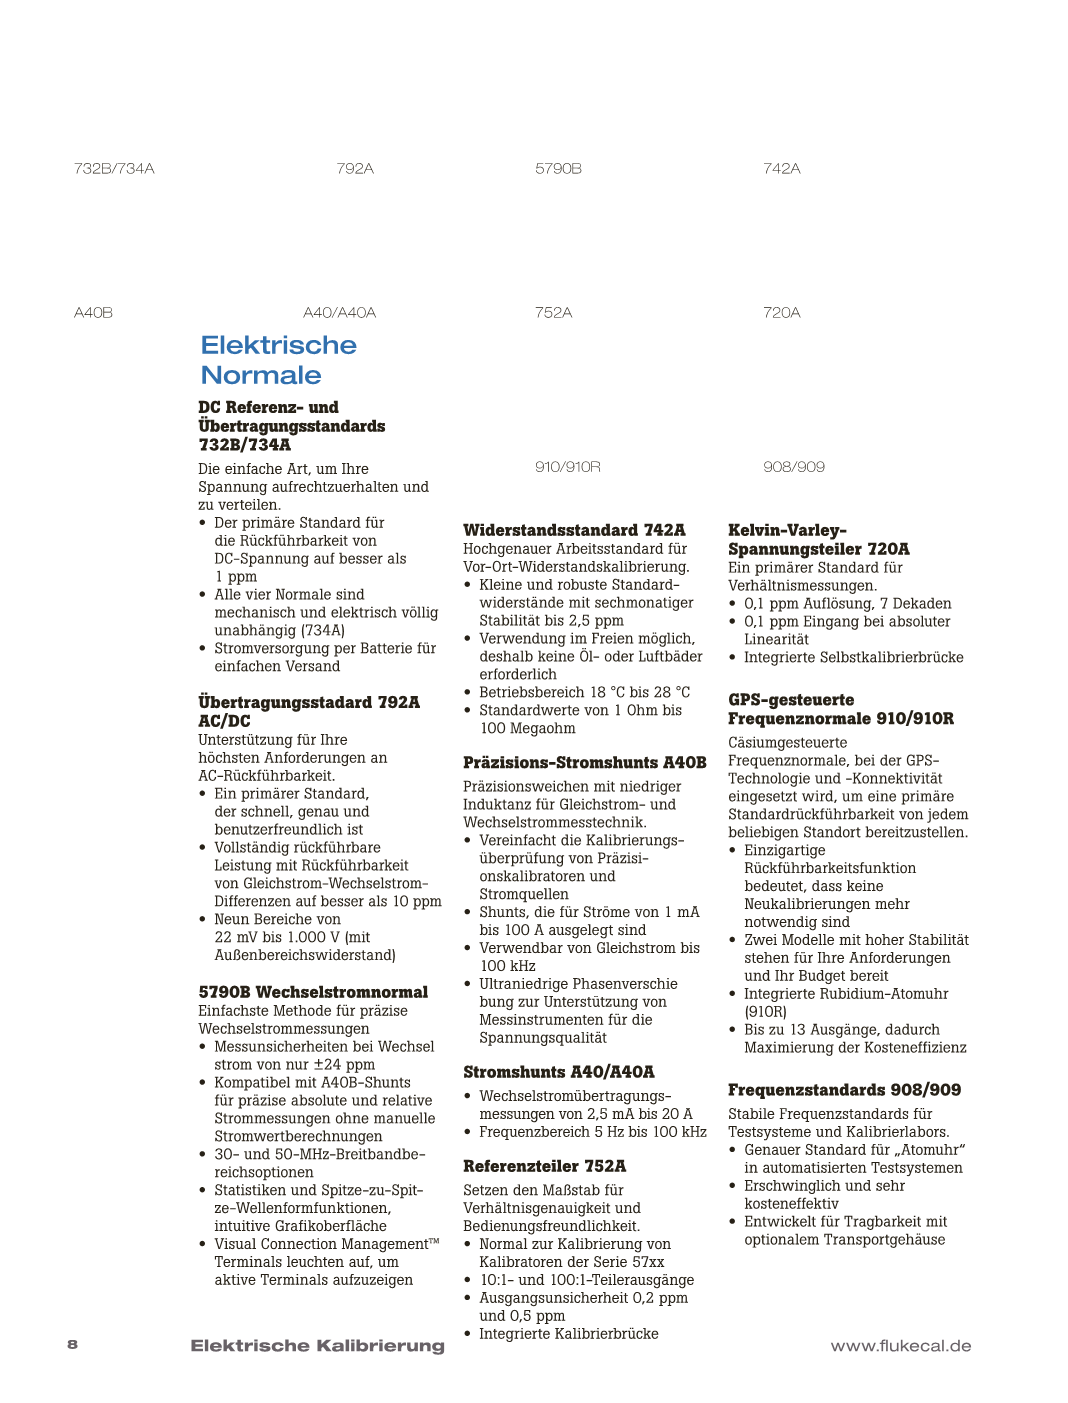 732B/734A
792A
5790B
742A
A40B
A40/A40A
752A
720A
910/910R
908/909
Elektrische
Normale
DC Referenz- und
Übertragungsstandards
732B/734A
Die einfache Art, um Ihre
Spannung aufrechtzuerhalten und
zu verteilen.
• Der primäre Standard für
die Rückführbarkeit von
DC-Spannung auf besser als
1 ppm
• Alle vier Normale sind
mechanisch und elektrisch völlig
unabhängig (734A)
• Stromversorgung per Batterie für
einfachen Versand
Übertragungsstadard 792A
AC/DC
Unterstützung für Ihre
höchsten Anforderungen an
AC-Rückführbarkeit.
• Ein primärer Standard,
der schnell, genau und
benutzerfreundlich ist
• Vollständig rückführbare
Leistung mit Rückführbarkeit
von Gleichstrom-Wechselstrom-
Differenzen auf besser als 10 ppm
• Neun Bereiche von
22 mV bis 1.000 V (mit
Außenbereichswiderstand)
5790B Wechselstromnormal
Einfachste Methode für präzise
Wechselstrommessungen
• Messunsicherheiten bei Wechsel
strom von nur ±24 ppm
• Kompatibel mit A40B-Shunts
für präzise absolute und relative
Strommessungen ohne manuelle
Stromwertberechnungen
• 30- und 50-MHz-Breitbandbe-
reichsoptionen
• Statistiken und Spitze-zu-Spit-
ze-Wellenformfunktionen,
intuitive Grafikoberfläche
• Visual Connection Management™
Terminals leuchten auf, um
aktive Terminals aufzuzeigen
Widerstandsstandard 742A
Hochgenauer Arbeitsstandard für
Vor-Ort-Widerstandskalibrierung.
• Kleine und robuste Standard-
widerstände mit sechmonatiger
Stabilität bis 2,5 ppm
• Verwendung im Freien möglich,
deshalb keine Öl- oder Luftbäder
erforderlich
• Betriebsbereich 18 °C bis 28 °C
• Standardwerte von 1 Ohm bis
100 Megaohm
Präzisions-Stromshunts A40B
Präzisionsweichen mit niedriger
Induktanz für Gleichstrom- und
Wechselstrommesstechnik.
• Vereinfacht die Kalibrierungs-
überprüfung von Präzisi-
onskalibratoren und
Stromquellen
• Shunts, die für Ströme von 1 mA
bis 100 A ausgelegt sind
• Verwendbar von Gleichstrom bis
100 kHz
• Ultraniedrige Phasenverschie
bung zur Unterstützung von
Messinstrumenten für die
Spannungsqualität
Stromshunts A40/A40A
• Wechselstromübertragungs-
messungen von 2,5 mA bis 20 A
• Frequenzbereich 5 Hz bis 100 kHz
Referenzteiler 752A
Setzen den Maßstab für
Verhältnisgenauigkeit und
Bedienungsfreundlichkeit.
• Normal zur Kalibrierung von
Kalibratoren der Serie 57xx
• 10:1- und 100:1-Teilerausgänge
• Ausgangsunsicherheit 0,2 ppm
und 0,5 ppm
• Integrierte Kalibrierbrücke
Kelvin-Varley-
Spannungsteiler 720A
Ein primärer Standard für
Verhältnismessungen.
• 0,1 ppm Auflösung, 7 Dekaden
• 0,1 ppm Eingang bei absoluter
Linearität
• Integrierte Selbstkalibrierbrücke
GPS-gesteuerte
Frequenznormale 910/910R
Cäsiumgesteuerte
Frequenznormale, bei der GPS-
Technologie und -Konnektivität
eingesetzt wird, um eine primäre
Standardrückführbarkeit von jedem
beliebigen Standort bereitzustellen.
• Einzigartige
Rückführbarkeitsfunktion
bedeutet, dass keine
Neukalibrierungen mehr
notwendig sind
• Zwei Modelle mit hoher Stabilität
stehen für Ihre Anforderungen
und Ihr Budget bereit
• Integrierte Rubidium-Atomuhr
(910R)
• Bis zu 13 Ausgänge, dadurch
Maximierung der Kosteneffizienz
Frequenzstandards 908/909
Stabile Frequenzstandards für
Testsysteme und Kalibrierlabors.
• Genauer Standard für „Atomuhr“
in automatisierten Testsystemen
• Erschwinglich und sehr
kosteneffektiv
• Entwickelt für Tragbarkeit mit
optionalem Transportgehäuse
8
Elektrische Kalibrierung
www.flukecal.de